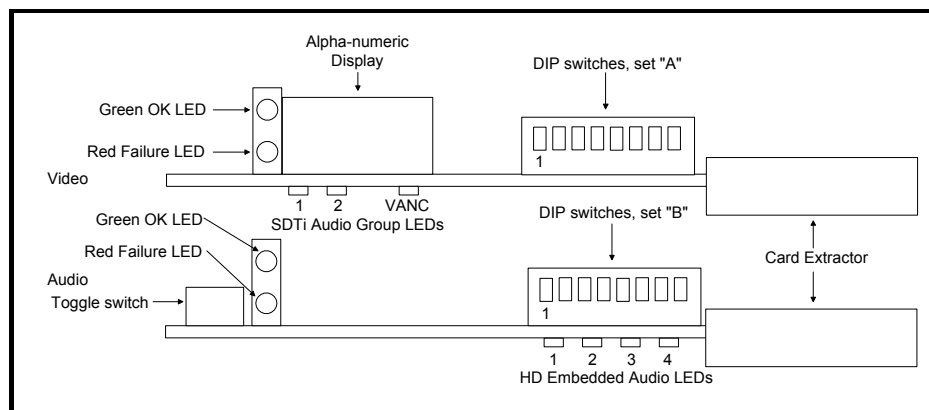 Alpha-numeric
Display
DIP switches, set "A"
Green OK LED
Red Failure LED
1
Video
1 2 VANC
SDTi Audio Group LEDs
Green OK LED
DIP switches, set "B"
Red Failure LED
Card Extractor
Audio
Toggle switch
1
1 2 3 4
HD Embedded Audio LEDs